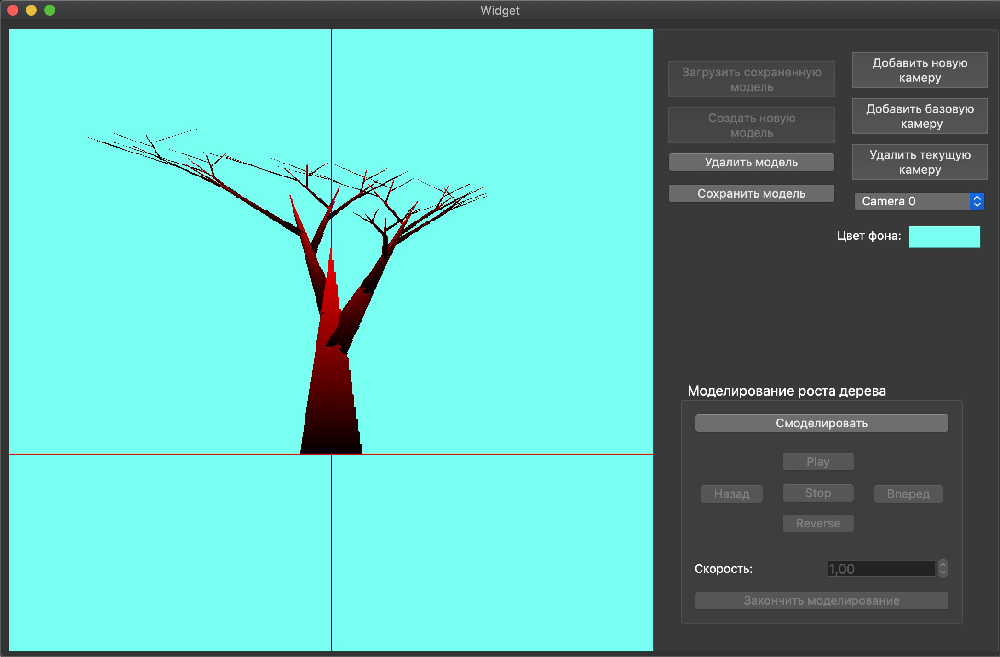 Widget
Загрузить сохраненную
модель
Создать новую
модель
Удалить модель
Сохранить модель
Добавить новую
камеру
Добавить базовую
камеру
Удалить текущую
камеру
Camera 0
Цвет фона:
Моделирование роста дерева
Смоделировать
Play
Назад
Stop
Вперед
Reverse
Скорость:
1,00
Закончить моделирование